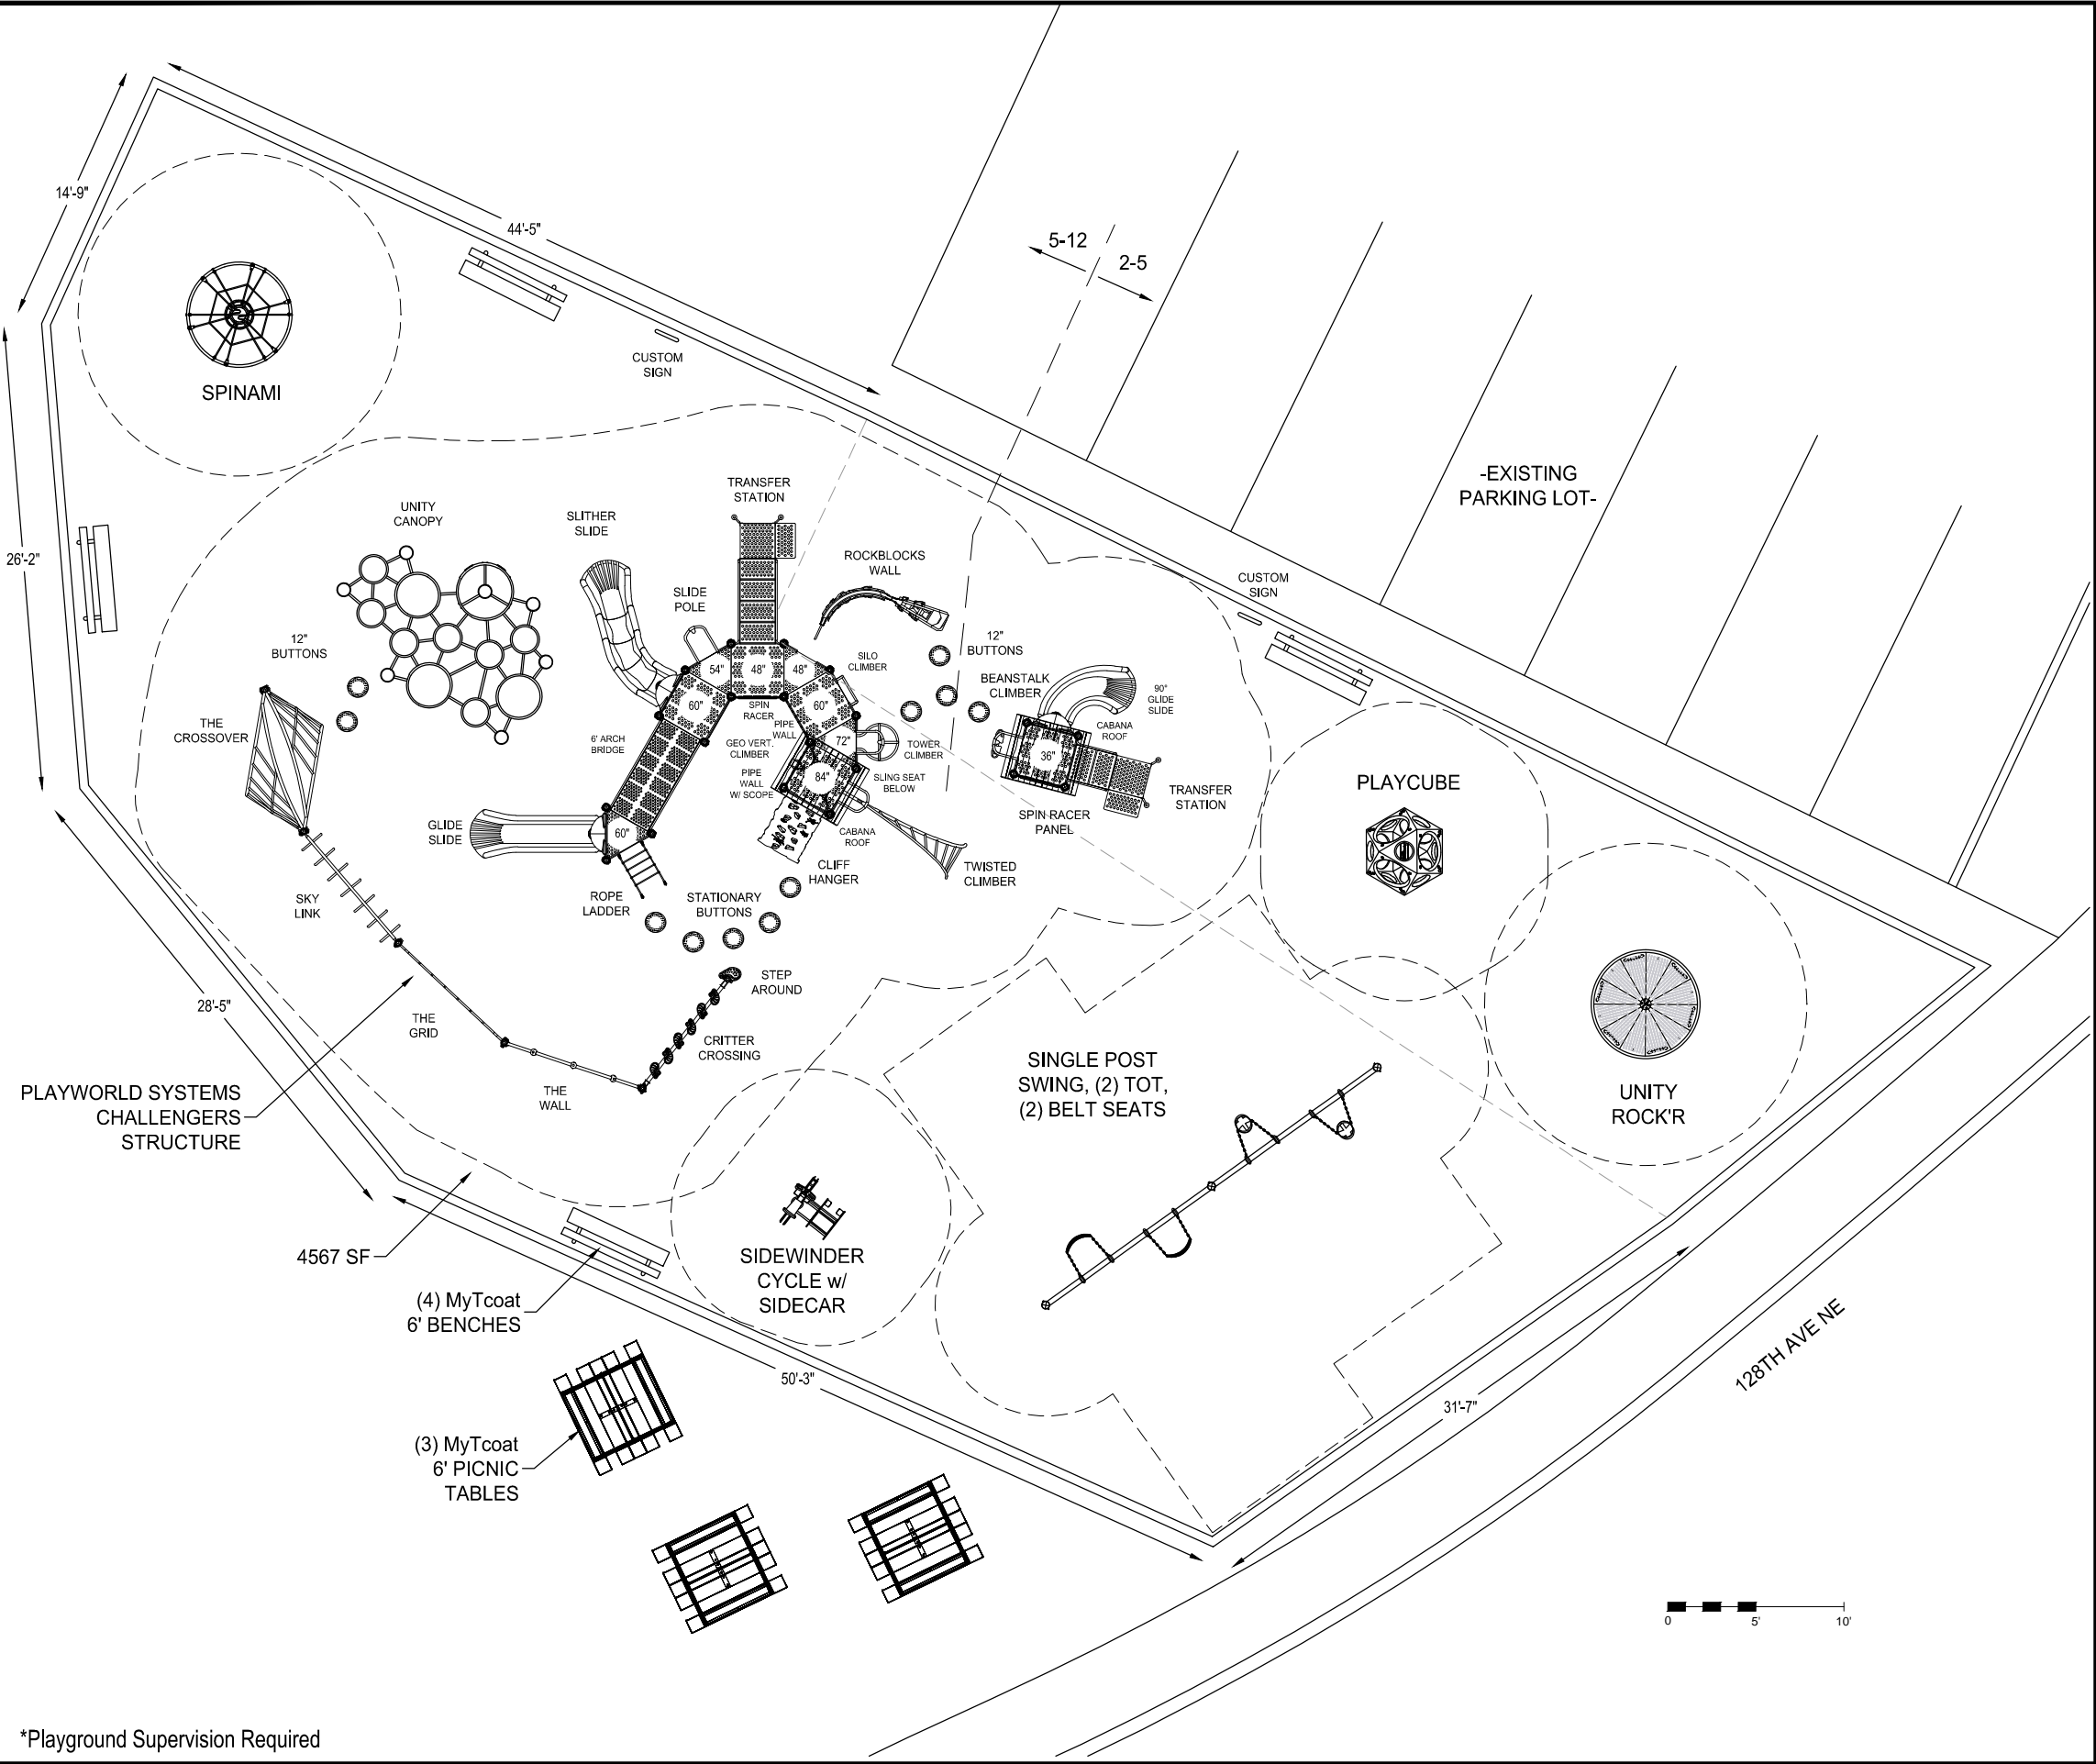 14'-9"
44'-5"
5-12
2-5
CUSTOM
SIGN
SPINAMI
-EXISTING
PARKING LOT-
TRANSFER
STATION
UNITY
CANOPY
SLITHER
SLIDE
26'-2"
ROCKBLOCKS
WALL
CUSTOM
SIGN
SLIDE
POLE
12"
BUTTONS
12"
BUTTONS
SILO
CLIMBER
54"
48"
48"
BEANSTALK
CLIMBER
90°
GLIDE
SLIDE
60"
SPIN
RACER
60"
THE
CROSSOVER
PIPE
WALL
CABANA
ROOF
6' ARCH
BRIDGE
GEO VERT.
CLIMBER
72"
TOWER
CLIMBER
36"
PIPE
WALL
W/ SCOPE
84"
SLING SEAT
BELOW
PLAYCUBE
TRANSFER
STATION
SPIN RACER
PANEL
GLIDE
SLIDE
60"
CABANA
ROOF
CLIFF
HANGER
TWISTED
CLIMBER
SKY
LINK
ROPE
LADDER
STATIONARY
BUTTONS
STEP
AROUND
28'-5"
THE
GRID
CRITTER
CROSSING
SINGLE POST
SWING, (2) TOT,
(2) BELT SEATS
UNITY
ROCK'R
THE
WALL
PLAYWORLD SYSTEMS
CHALLENGERS
STRUCTURE
4567 SF
SIDEWINDER
CYCLE w/
SIDECAR
(4) MyTcoat
6' BENCHES
50'-3"
31'-7"
128TH AVE NE
(3) MyTcoat
6' PICNIC
TABLES
0 5' 10'
*Playground Supervision Required